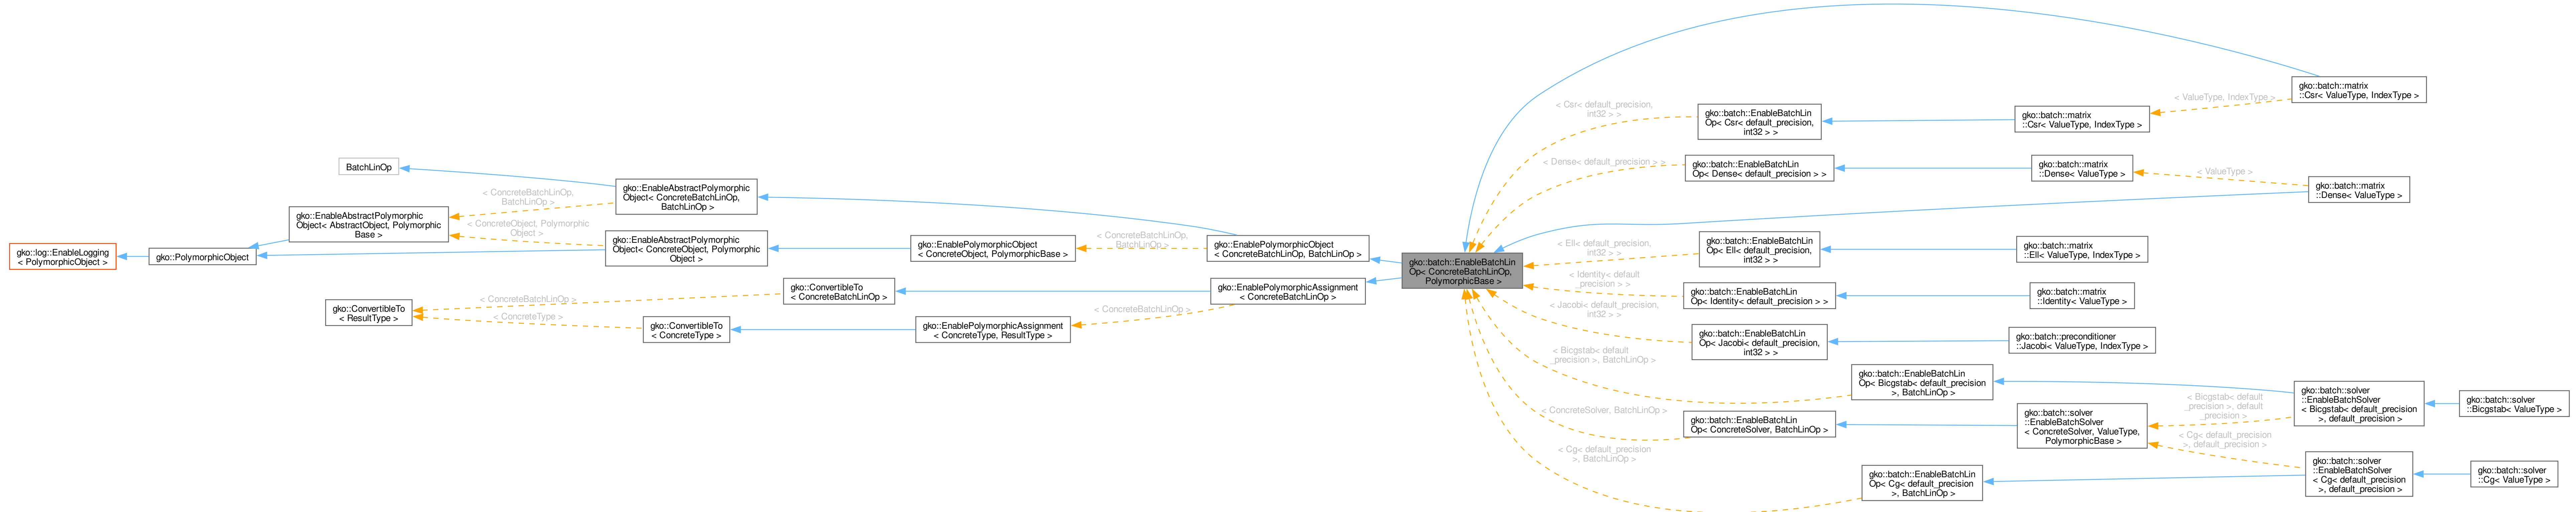 gko::log::EnableLogging
< PolymorphicObject >
gko::PolymorphicObject
gko::EnableAbstractPolymorphic
Object< AbstractObject, Polymorphic
Base >
BatchLinOp
gko::ConvertibleTo
< ResultType >
< ConcreteBatchLinOp,
BatchLinOp >
< ConcreteObject, Polymorphic
Object >
< ConcreteBatchLinOp >
< ConcreteType >
gko::EnableAbstractPolymorphic
Object< ConcreteBatchLinOp,
BatchLinOp >
gko::EnableAbstractPolymorphic
Object< ConcreteObject, Polymorphic
Object >
gko::ConvertibleTo
< ConcreteBatchLinOp >
gko::ConvertibleTo
< ConcreteType >
gko::EnablePolymorphicObject
< ConcreteObject, PolymorphicBase >
gko::EnablePolymorphicAssignment
< ConcreteType, ResultType >
< ConcreteBatchLinOp,
BatchLinOp >
< ConcreteBatchLinOp >
gko::EnablePolymorphicObject
< ConcreteBatchLinOp, BatchLinOp >
gko::EnablePolymorphicAssignment
< ConcreteBatchLinOp >
gko::batch::EnableBatchLin
Op< ConcreteBatchLinOp,
PolymorphicBase >
< Csr< default_precision,
int32 > >
< Dense< default_precision > >
< Ell< default_precision,
int32 > >
< Identity< default
_precision > >
< Jacobi< default_precision,
int32 > >
< Bicgstab< default
_precision >, BatchLinOp >
< ConcreteSolver, BatchLinOp >
< Cg< default_precision
>, BatchLinOp >
gko::batch::EnableBatchLin
Op< Csr< default_precision,
int32 > >
gko::batch::EnableBatchLin
Op< Dense< default_precision > >
gko::batch::EnableBatchLin
Op< Ell< default_precision,
int32 > >
gko::batch::EnableBatchLin
Op< Identity< default_precision > >
gko::batch::EnableBatchLin
Op< Jacobi< default_precision,
int32 > >
gko::batch::EnableBatchLin
Op< Bicgstab< default_precision
>, BatchLinOp >
gko::batch::EnableBatchLin
Op< ConcreteSolver, BatchLinOp >
gko::batch::EnableBatchLin
Op< Cg< default_precision
>, BatchLinOp >
gko::batch::matrix
::Csr< ValueType, IndexType >
gko::batch::matrix
::Dense< ValueType >
gko::batch::matrix
::Ell< ValueType, IndexType >
gko::batch::matrix
::Identity< ValueType >
gko::batch::preconditioner
::Jacobi< ValueType, IndexType >
gko::batch::solver
::EnableBatchSolver
< ConcreteSolver, ValueType,
PolymorphicBase >
< ValueType, IndexType >
< ValueType >
< Bicgstab< default
_precision >, default
_precision >
< Cg< default_precision
>, default_precision >
gko::batch::matrix
::Csr< ValueType, IndexType >
gko::batch::matrix
::Dense< ValueType >
gko::batch::solver
::EnableBatchSolver
< Bicgstab< default_precision
>, default_precision >
gko::batch::solver
::EnableBatchSolver
< Cg< default_precision
>, default_precision >
gko::batch::solver
::Bicgstab< ValueType >
gko::batch::solver
::Cg< ValueType >